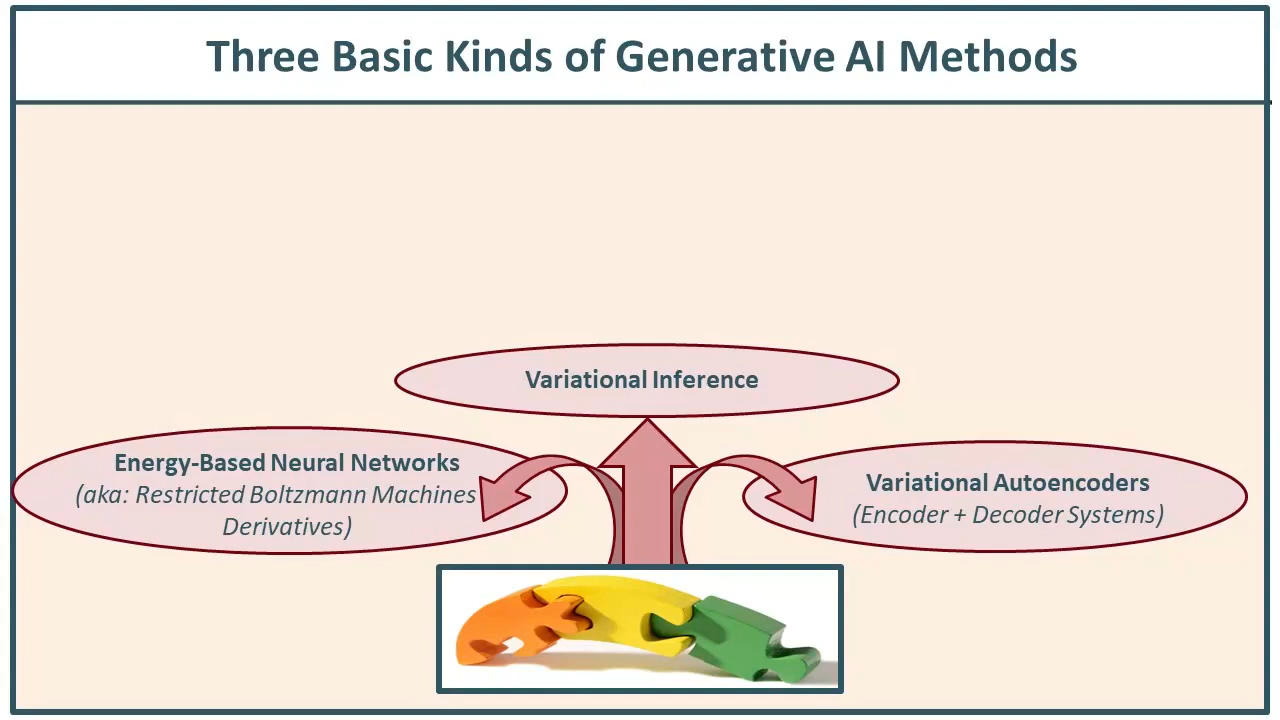 Three Basic Kinds of Generative AI Methods
Variational Inference
Energy-Based Neural Networks
(aka: Restricted Boltzmann Machines
Derivatives)
Variational Autoencoders
(Encoder + Decoder Systems)